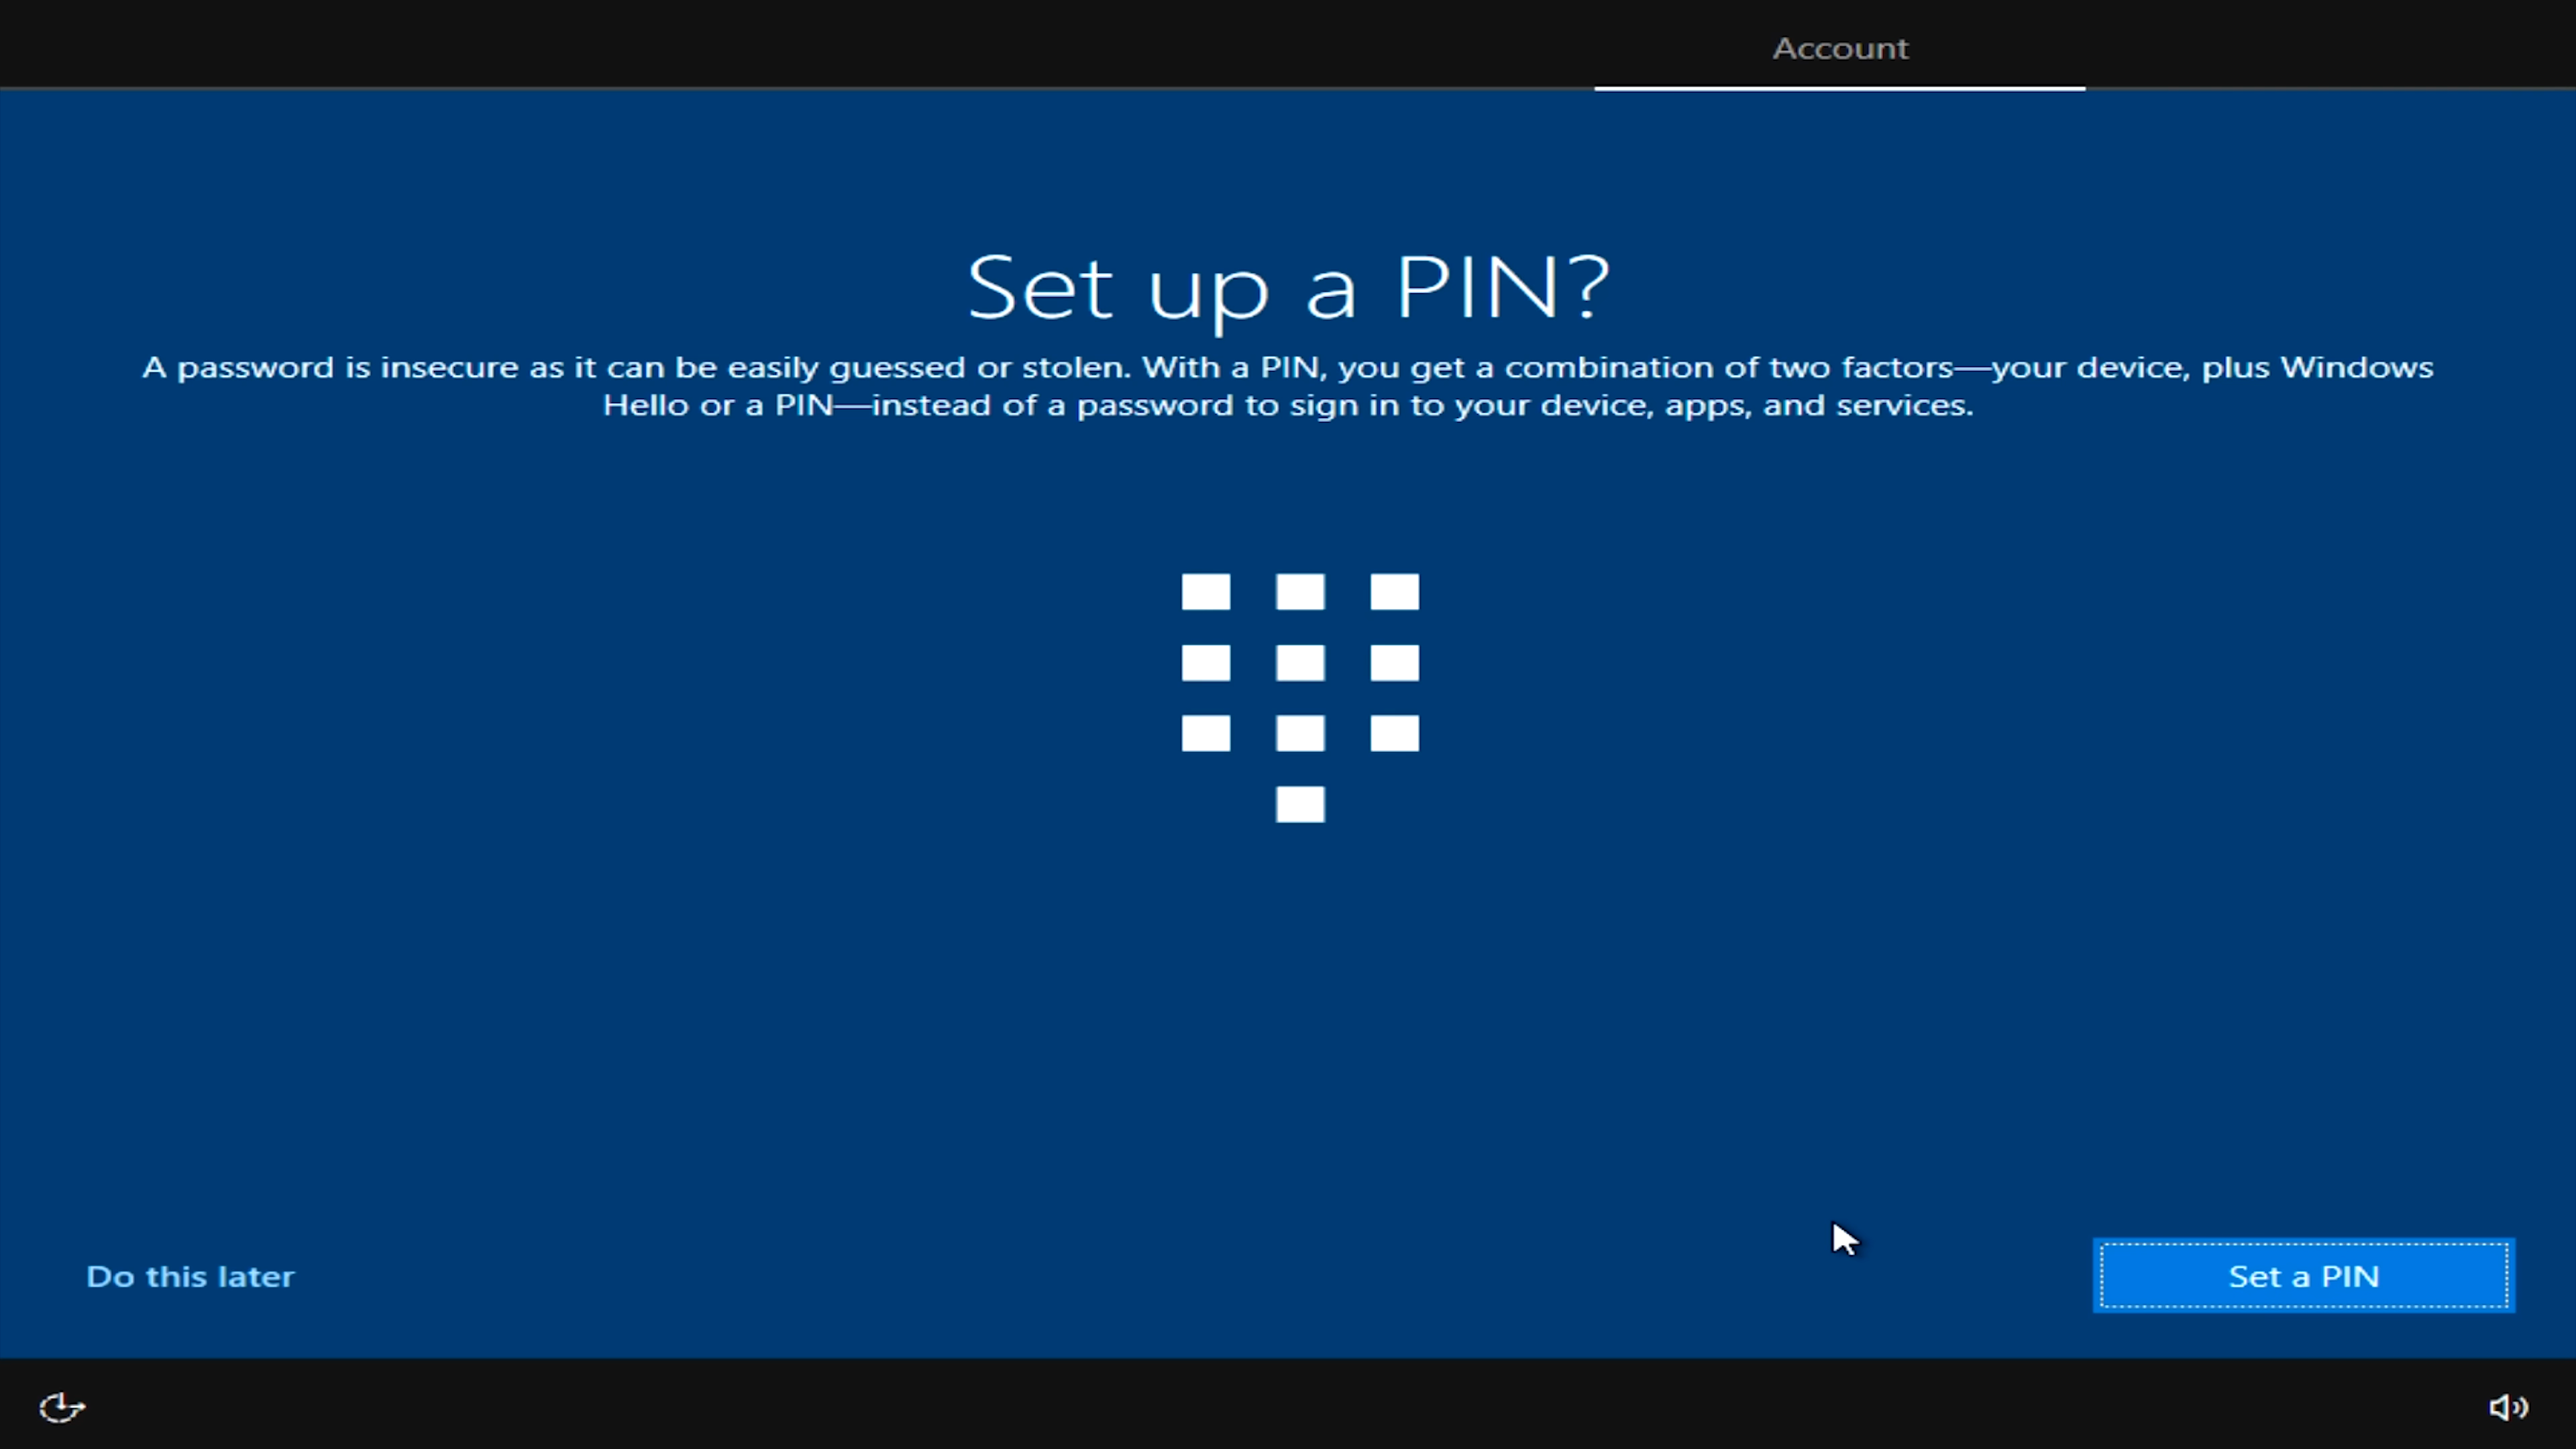 Account
Set up a PIN?
A password is insecure as it can be easily guessed or stolen. With a PIN, you get a combination of two factors—your device, plus Windows
Hello or a PIN—instead of a password to sign in to your device, apps, and services.
Do this later
Set a PIN